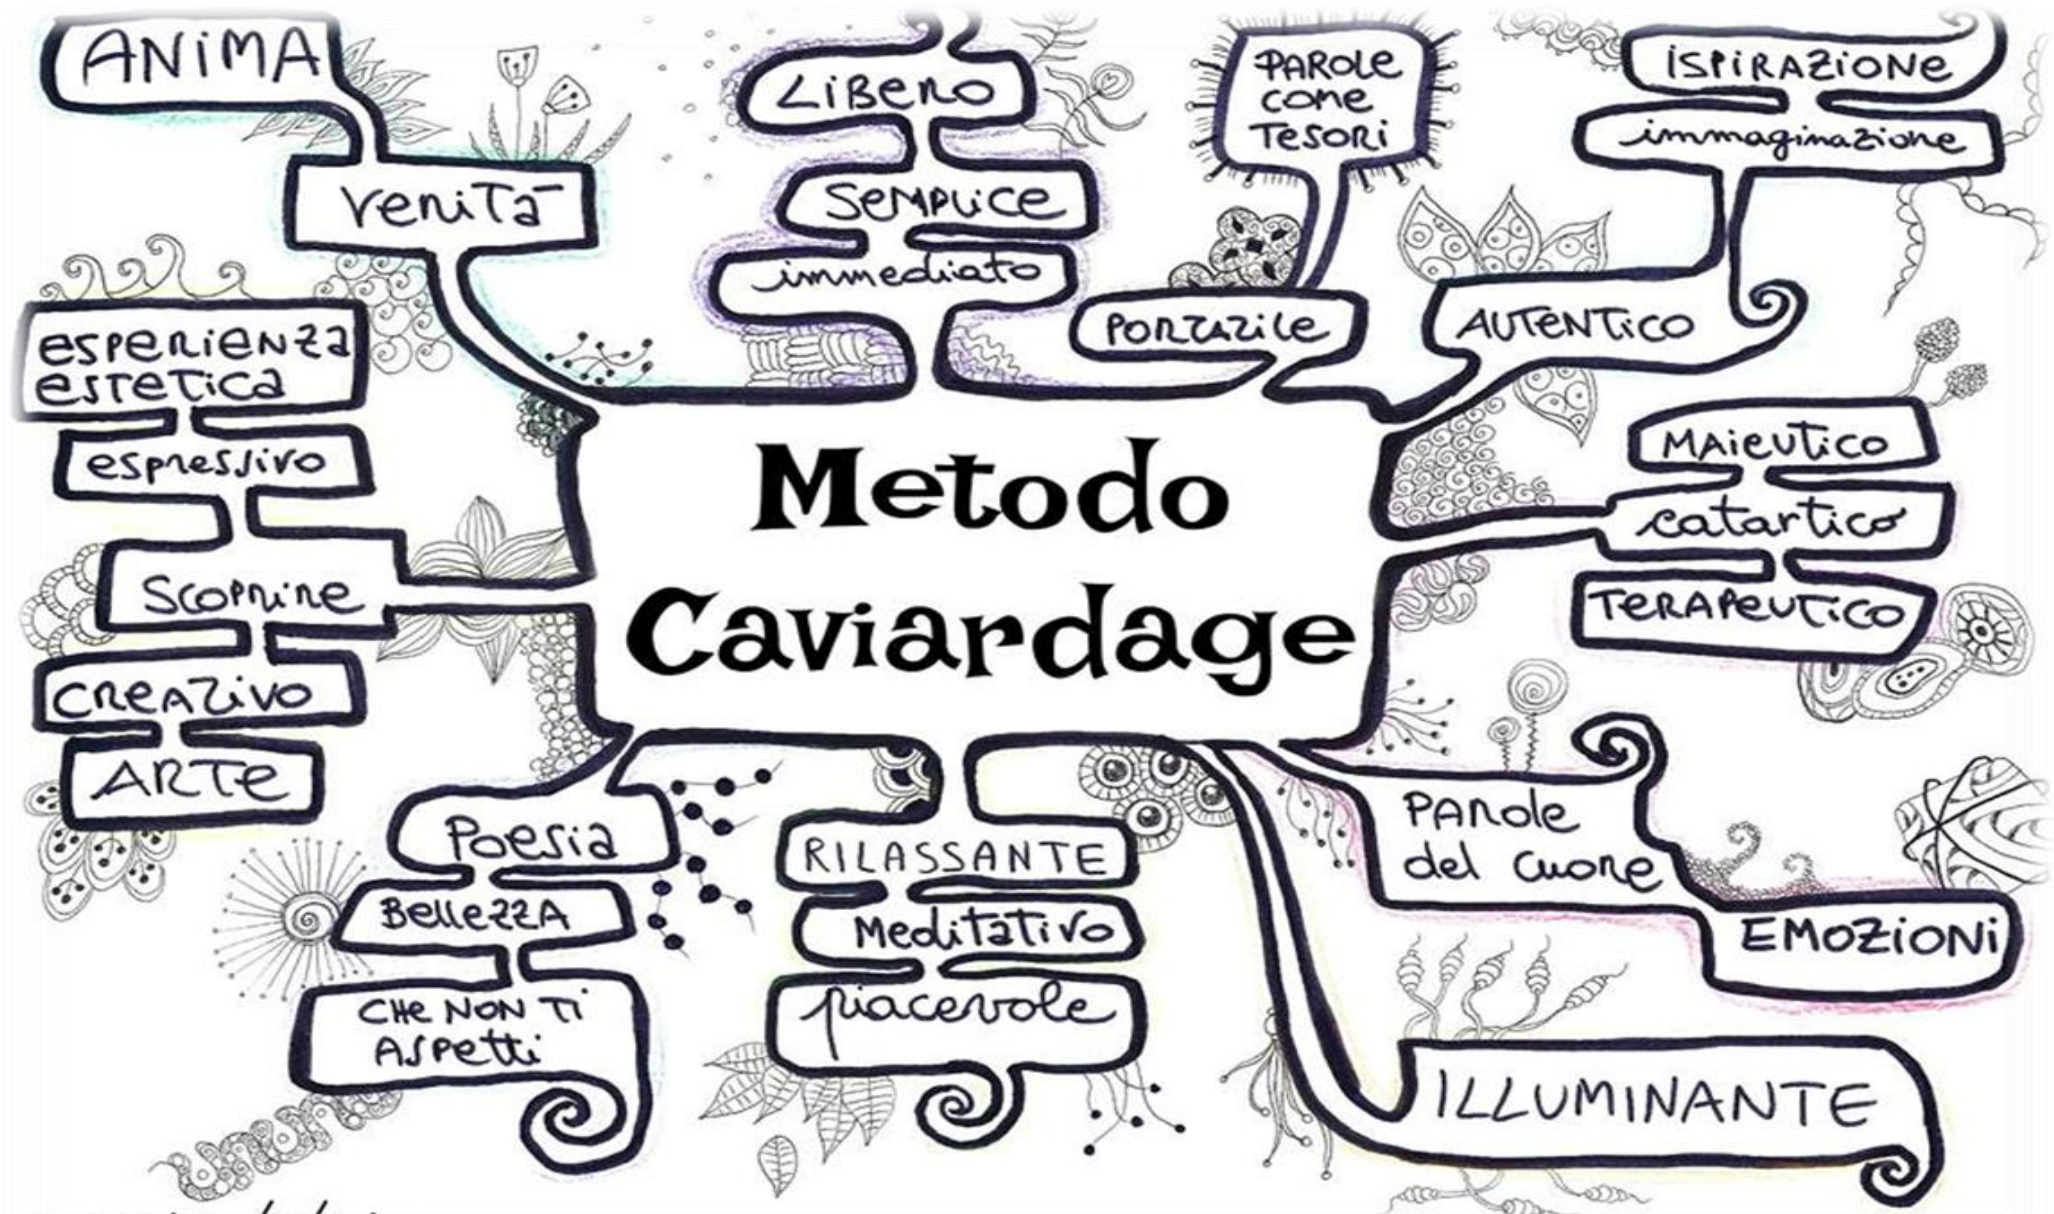 ANIMA
VERITÀ
LIBERO
SEMPLICE
immediato
PAROLE
COME
TESORI
PORTATILE
ISPIRAZIONE
immaginazione
AUTENTICO
ESPERIENZA
ESTETICA
espressivo
SCOPRIRE
CREATIVO
ARTE
Metodo
Caviardage
MAIEUTICO
catartico
TERAPEUTICO
Poesia
BellezzA
CHE NON TI
ASPETTI
RILASSANTE
Meditativo
piacevole
PAROLE
del cuore
EMOZIONI
ILLUMINANTE